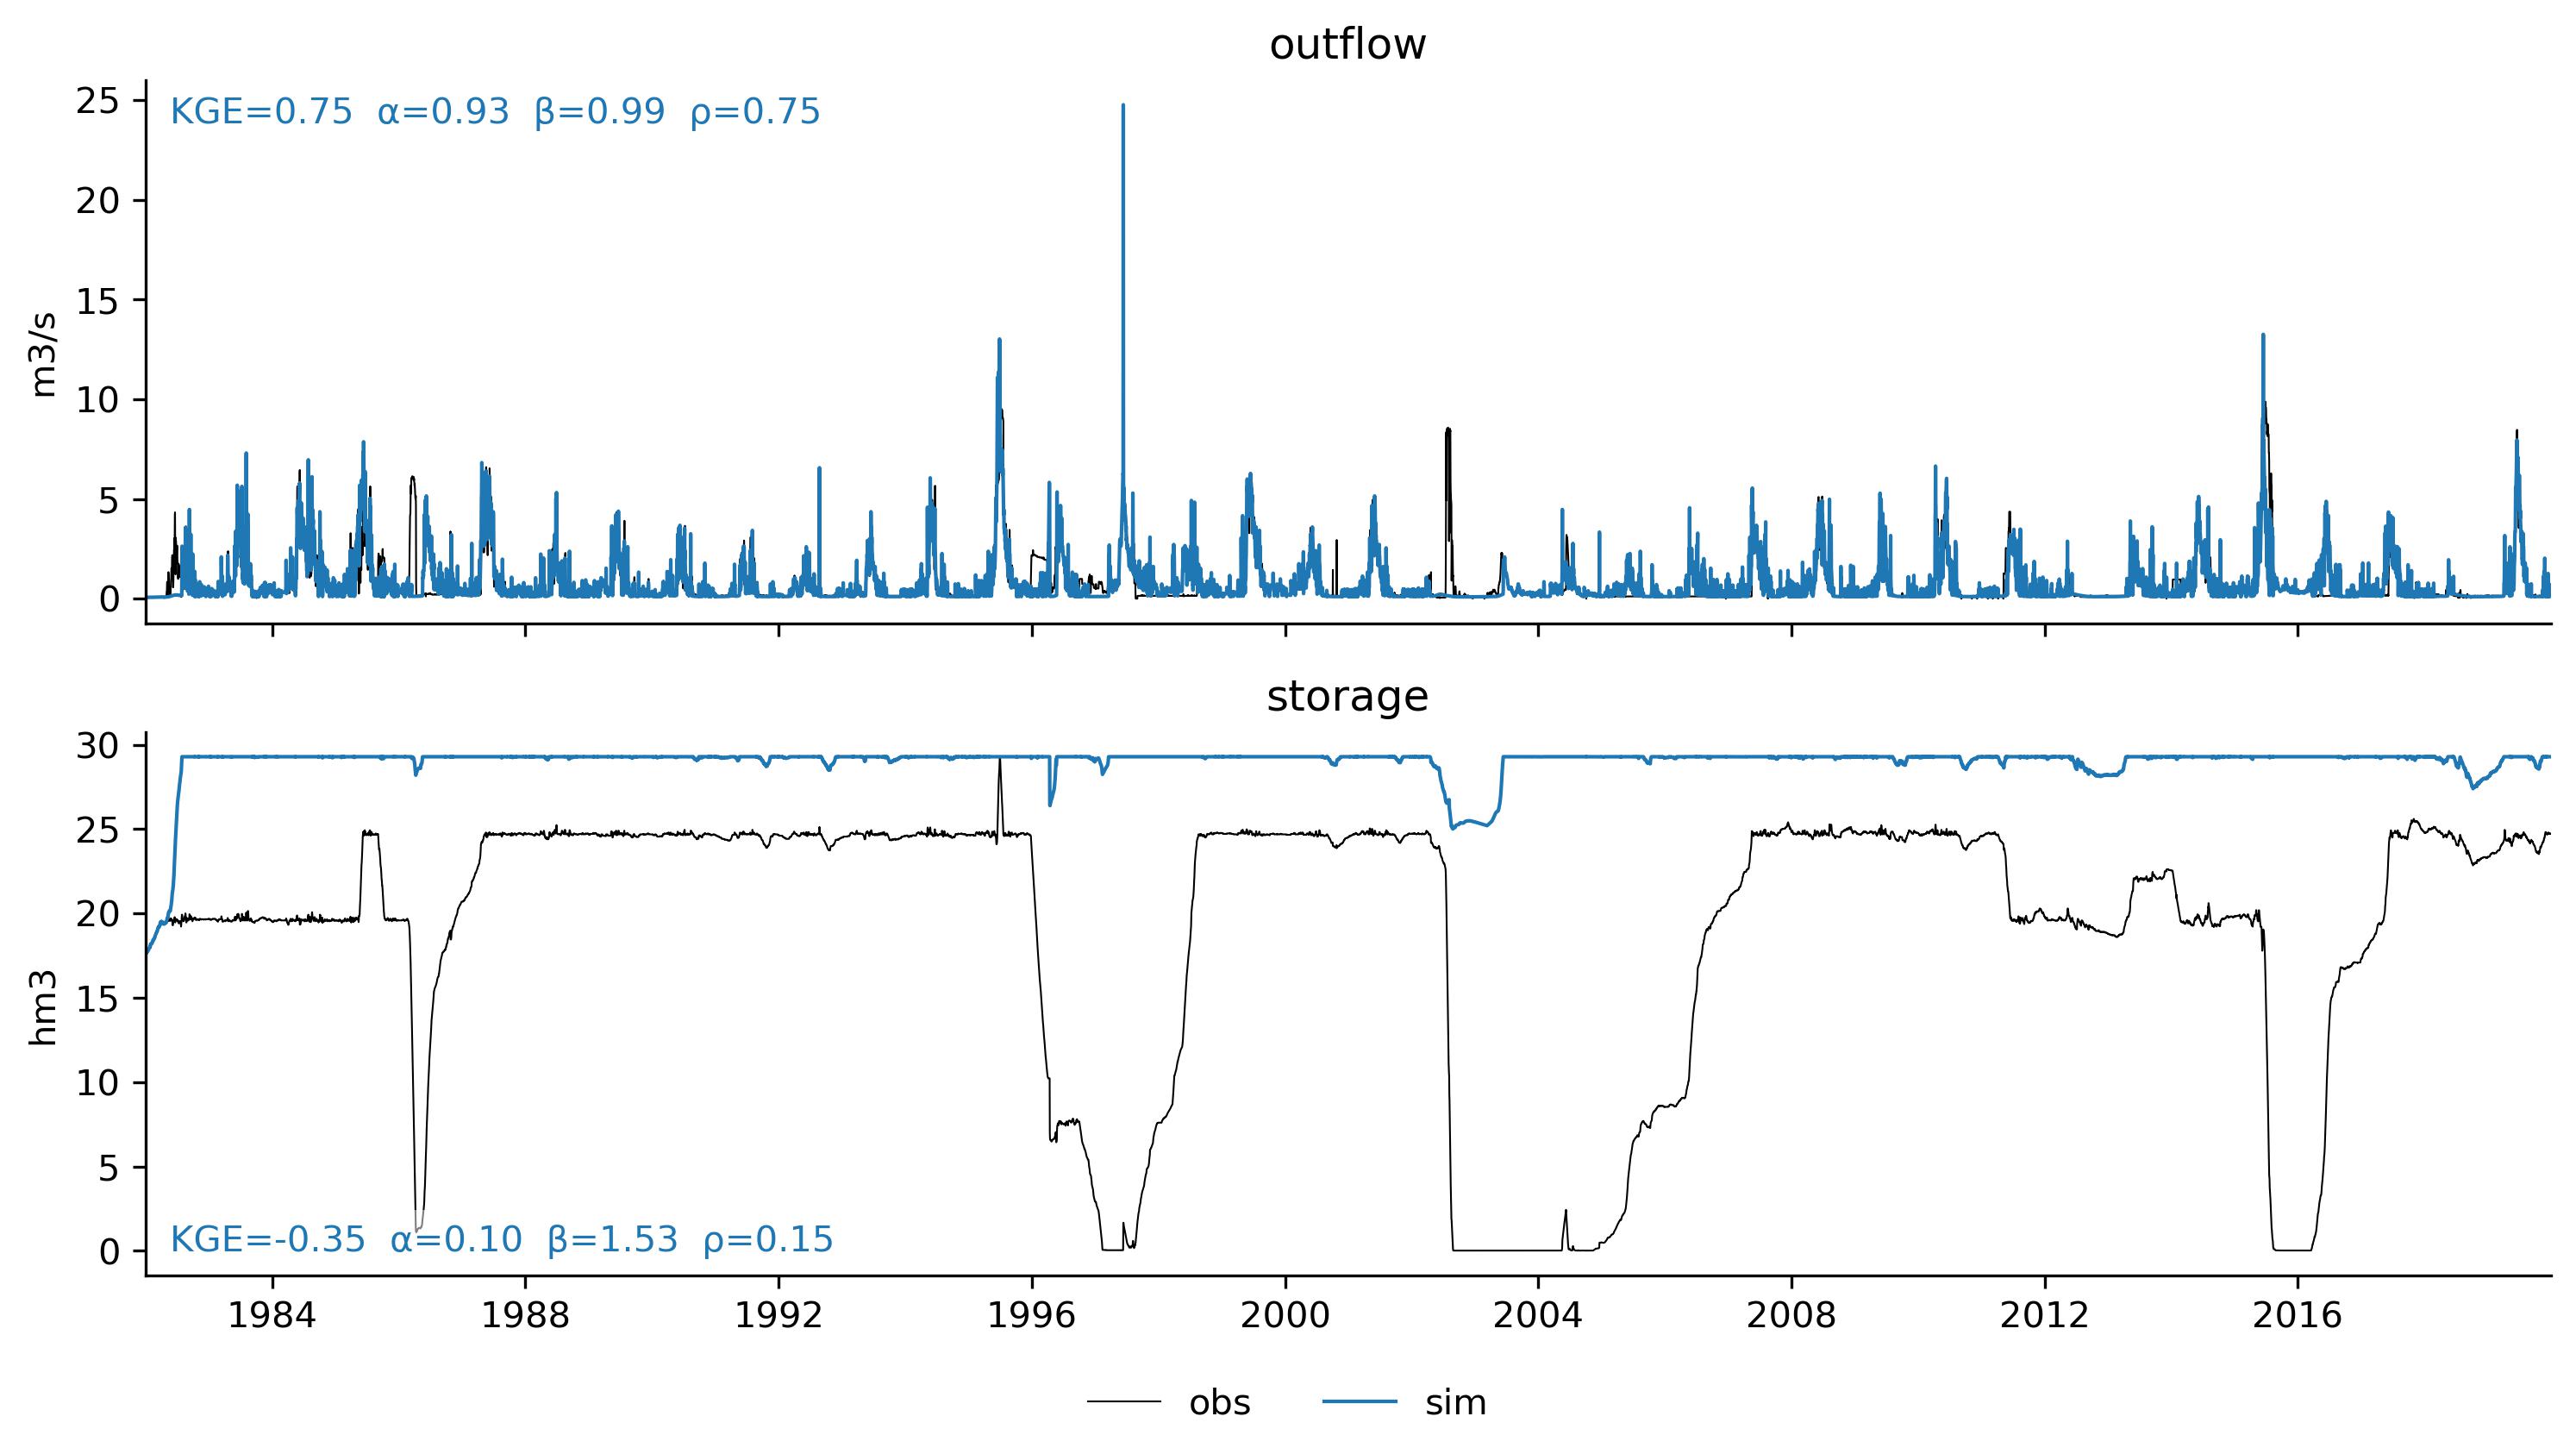 outflow
KGE=0.75 α=0.93 β=0.99 ρ=0.75
25
20
15
10
5
0
m3/s
storage
30
25
20
15
10
5
0
hm3
KGE=-0.35 α=0.10 β=1.53 ρ=0.15
1984 1988 1992 1996 2000 2004 2008 2012 2016
obs sim